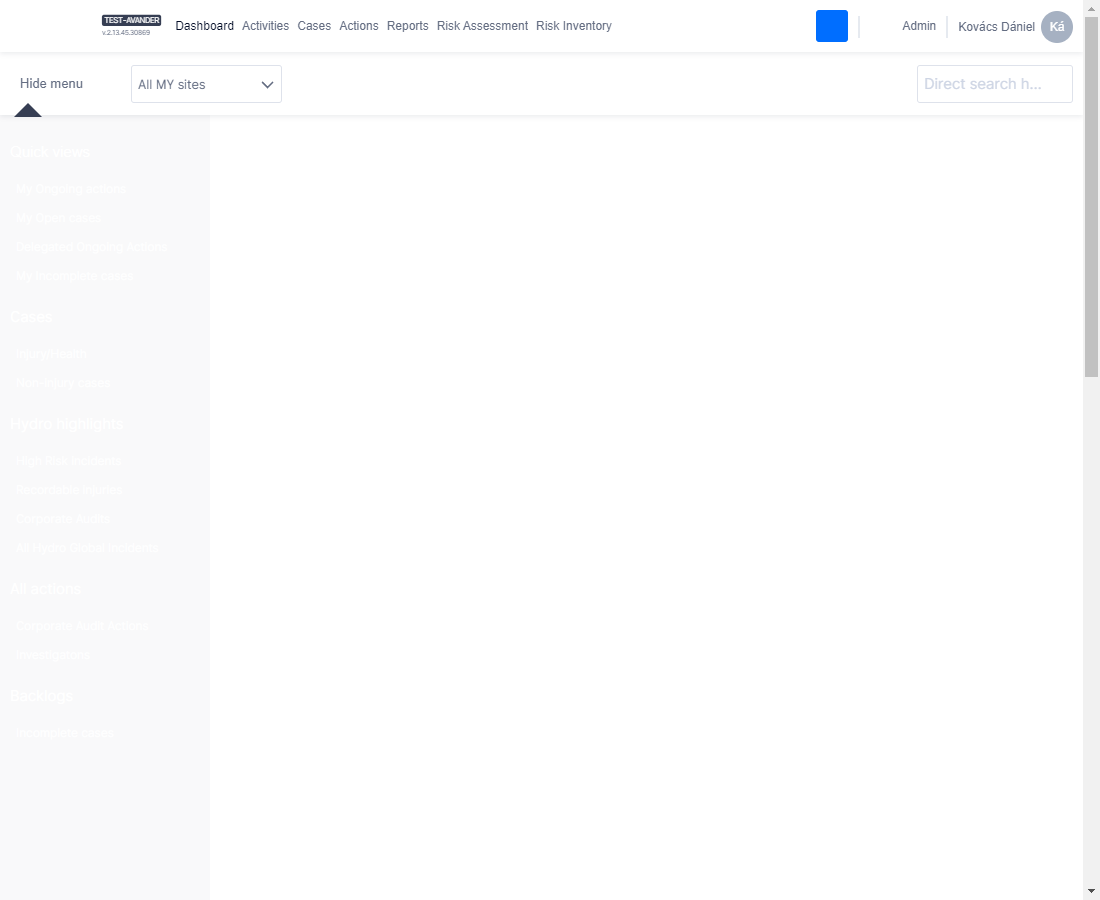 TEST-AVANDER
v.2.13.45.30869
Dashboard Activities Cases Actions Reports Risk Assessment Risk Inventory
Admin
Kovács Dániel
Ká
Hide menu
All MY sites
Direct search h...
Quick views
My Ongoing actions
My Open cases
Delegated Ongoing Actions
My Incomplete cases
Cases
Injury/Health
Non-injury cases
Hydro highlights
High Risk Incidents
Recordable Injuries
Corporate Audits
All Hydro Global Incidents
All actions
Corporate Audit Actions
Investigations
Backlogs
Incomplete cases